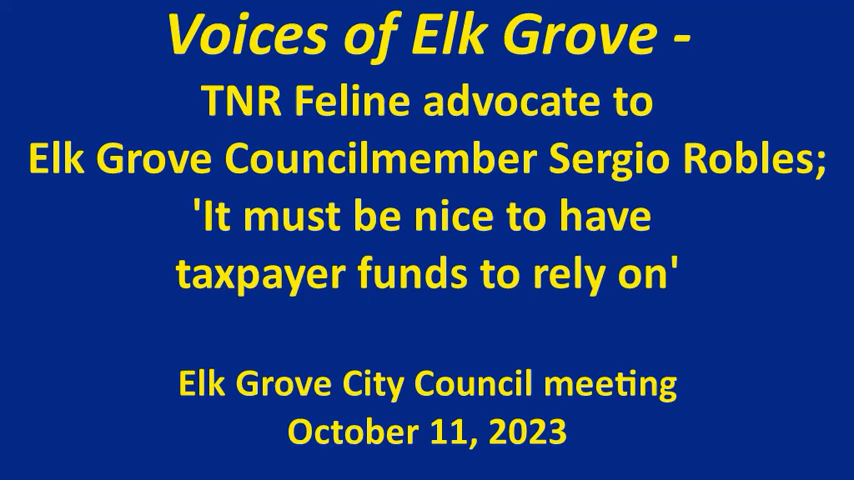 Voices of Elk Grove -
TNR Feline advocate to
Elk Grove Councilmember Sergio Robles;
'It must be nice to have
taxpayer funds to rely on'
Elk Grove City Council meeting
October 11, 2023